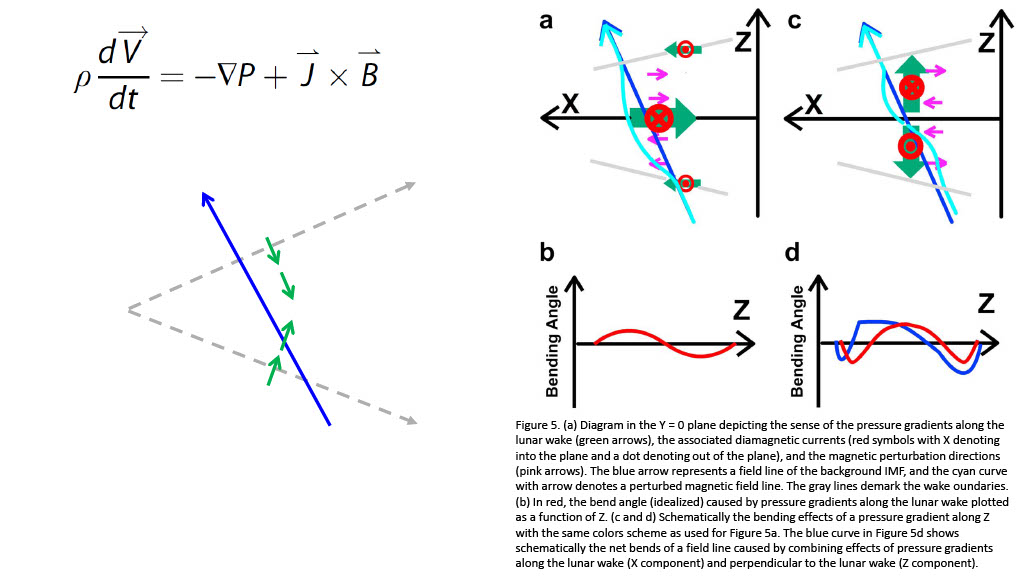 ρ dV/dt = −∇P + J × B
a
Z
X
c
Z
X
b
Bending Angle
Z
d
Bending Angle
Z
Figure 5. (a) Diagram in the Y = 0 plane depicting the sense of the pressure gradients along the
lunar wake (green arrows), the associated diamagnetic currents (red symbols with X denoting
into the plane and a dot denoting out of the plane), and the magnetic perturbation directions
(pink arrows). The blue arrow represents a field line of the background IMF, and the cyan curve
with arrow denotes a perturbed magnetic field line. The gray lines demark the wake oundaries.
(b) In red, the bend angle (idealized) caused by pressure gradients along the lunar wake plotted
as a function of Z. (c and d) Schematically the bending effects of a pressure gradient along Z
with the same colors scheme as used for Figure 5a. The blue curve in Figure 5d shows
schematically the net bends of a field line caused by combining effects of pressure gradients
along the lunar wake (X component) and perpendicular to the lunar wake (Z component).